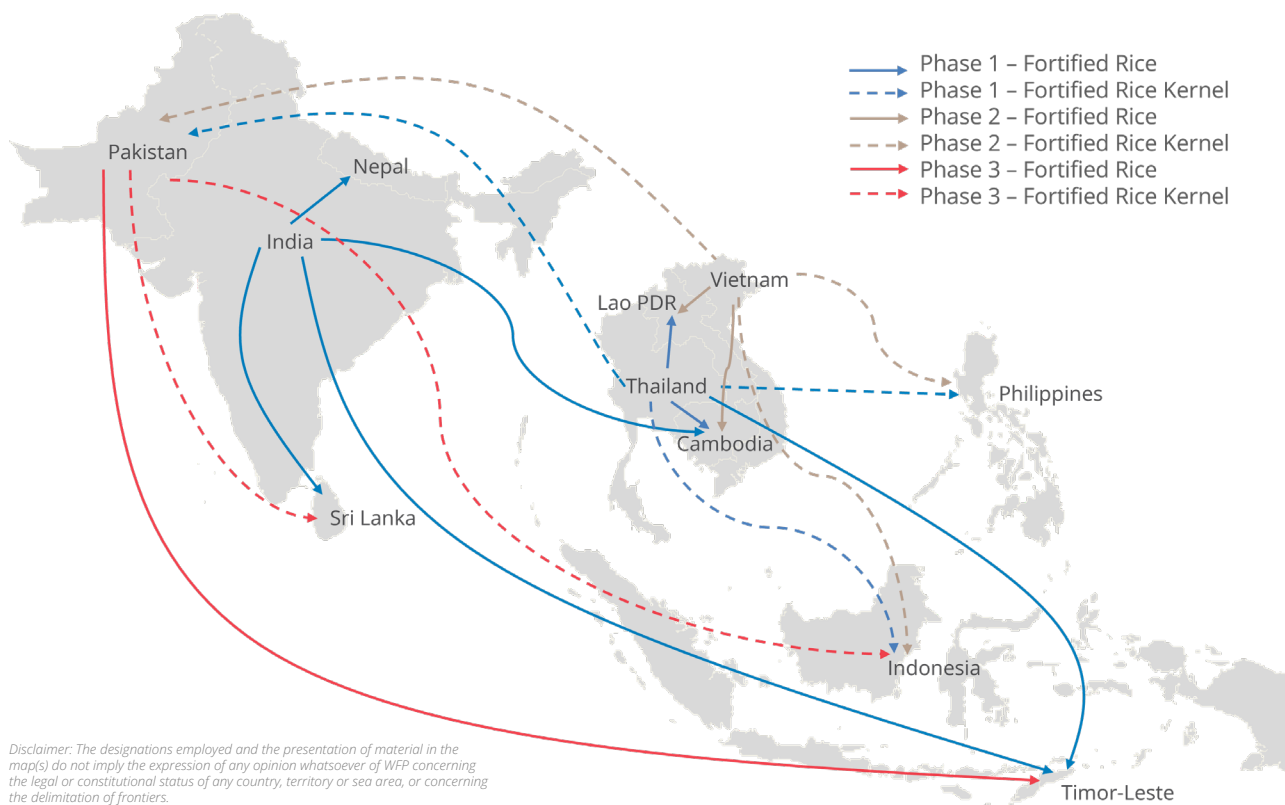 Phase 1 – Fortified Rice
Phase 1 – Fortified Rice Kernel
Phase 2 – Fortified Rice
Phase 2 – Fortified Rice Kernel
Phase 3 – Fortified Rice
Phase 3 – Fortified Rice Kernel
Pakistan
Nepal
India
Vietnam
Lao PDR
Thailand
Philippines
Cambodia
Sri Lanka
Indonesia
Disclaimer: The designations employed and the presentation of material in the
map(s) do not imply the expression of any opinion whatsoever of WFP concerning
the legal or constitutional status of any country, territory or sea area, or concerning
the delimitation of frontiers.
Timor-Leste